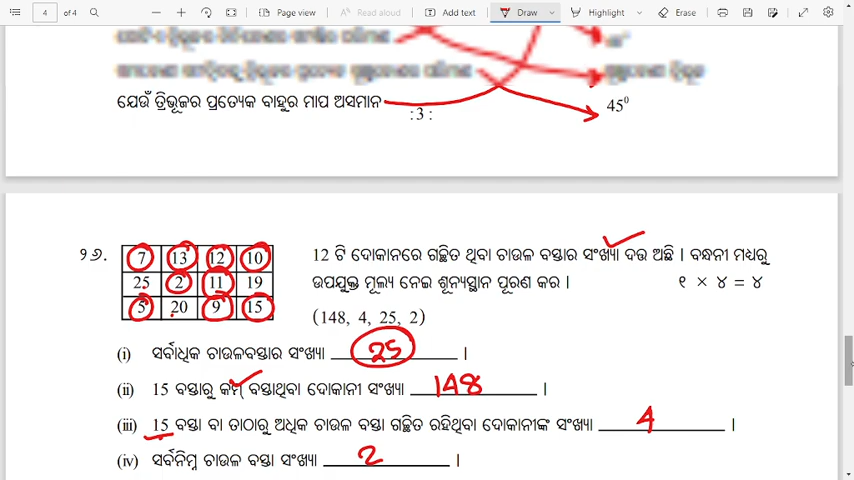 4 of 4 Page view Read aloud Add text Draw Highlight Erase
ଯେଉଁ ତ୍ରିଭୂଜର ପ୍ରତ୍ୟେକ ବାହୁର ମାପ ଅସମାନ
45⁰
:3:
୨୬.
7 13 12 10
25 2 11 19
5 20 9 15
12 ଟି ଦୋକାନରେ ଗଚ୍ଛିତ ଥିବା ଚାଉଳ ବସ୍ତାର ସଂଖ୍ୟା ଦତ୍ତ ଅଛି । ବନ୍ଧନୀ ମଧ୍ୟରୁ
ଉପଯୁକ୍ତ ମୂଲ୍ୟ ନେଇ ଶୂନ୍ୟସ୍ଥାନ ପୂରଣ କର । ୧ × ୪ = ୪
(148, 4, 25, 2)
(i) ସର୍ବାଧିକ ଚାଉଳବସ୍ତାର ସଂଖ୍ୟା 25 ।
(ii) 15 ବସ୍ତାରୁ କମ୍ ବସ୍ତାଥିବା ଦୋକାନୀ ସଂଖ୍ୟା 148 ।
(iii) 15 ବସ୍ତା ବା ତାଠାରୁ ଅଧିକ ଚାଉଳ ବସ୍ତା ଗଚ୍ଛିତ ରହିଥିବା ଦୋକାନୀଙ୍କ ସଂଖ୍ୟା 4 ।
(iv) ସର୍ବନିମ୍ନ ଚାଉଳ ବସ୍ତା ସଂଖ୍ୟା 2 ।